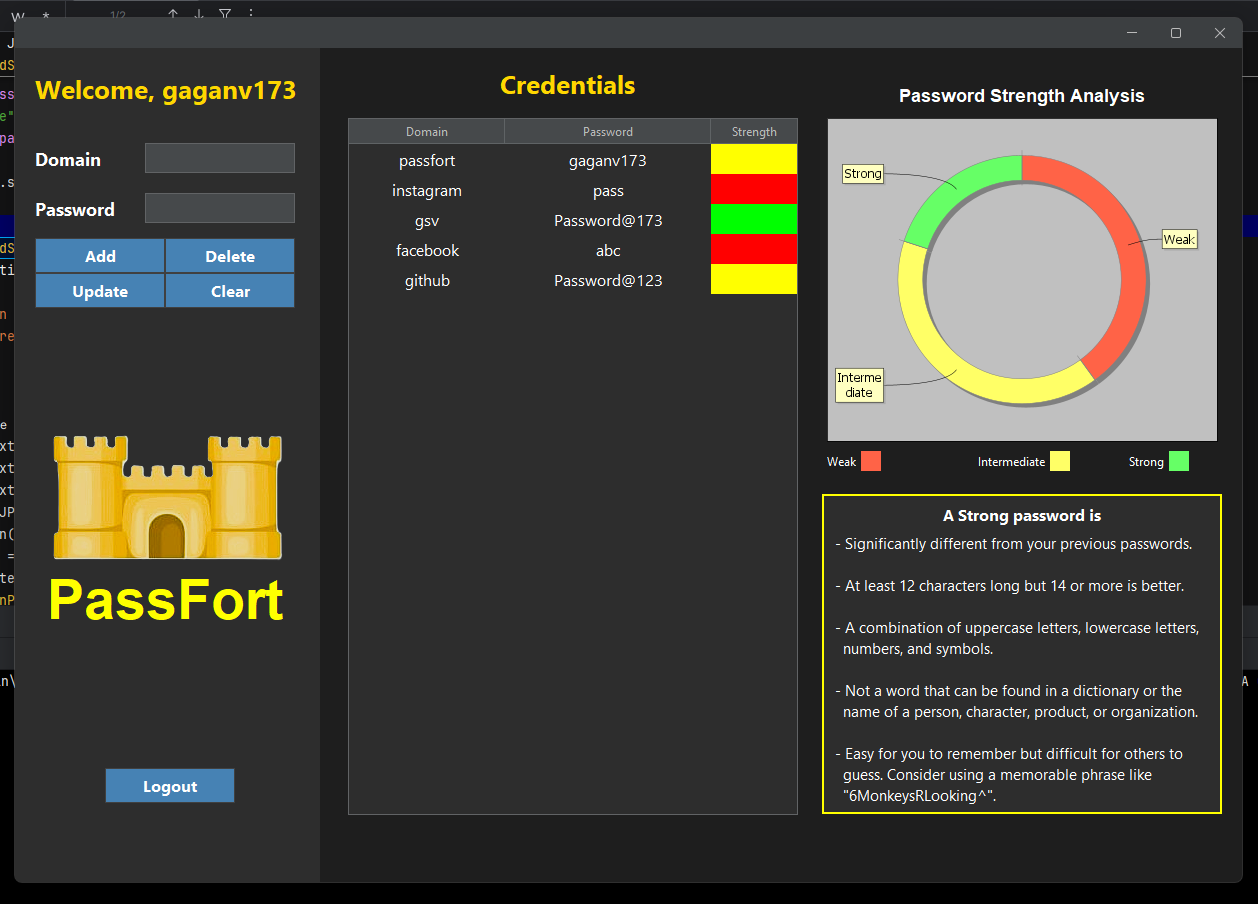 W
*
1/2
Welcome, gaganv173
Domain
Password
Add Delete
Update Clear
PassFort
Logout
Credentials
Domain Password Strength
passfort gaganv173
instagram pass
gsv Password@173
facebook abc
github Password@123
Password Strength Analysis
Strong
Weak
Interme
diate
Weak Intermediate Strong
A Strong password is
- Significantly different from your previous passwords.
- At least 12 characters long but 14 or more is better.
- A combination of uppercase letters, lowercase letters,
numbers, and symbols.
- Not a word that can be found in a dictionary or the
name of a person, character, product, or organization.
- Easy for you to remember but difficult for others to
guess. Consider using a memorable phrase like
"6MonkeysRLooking^".